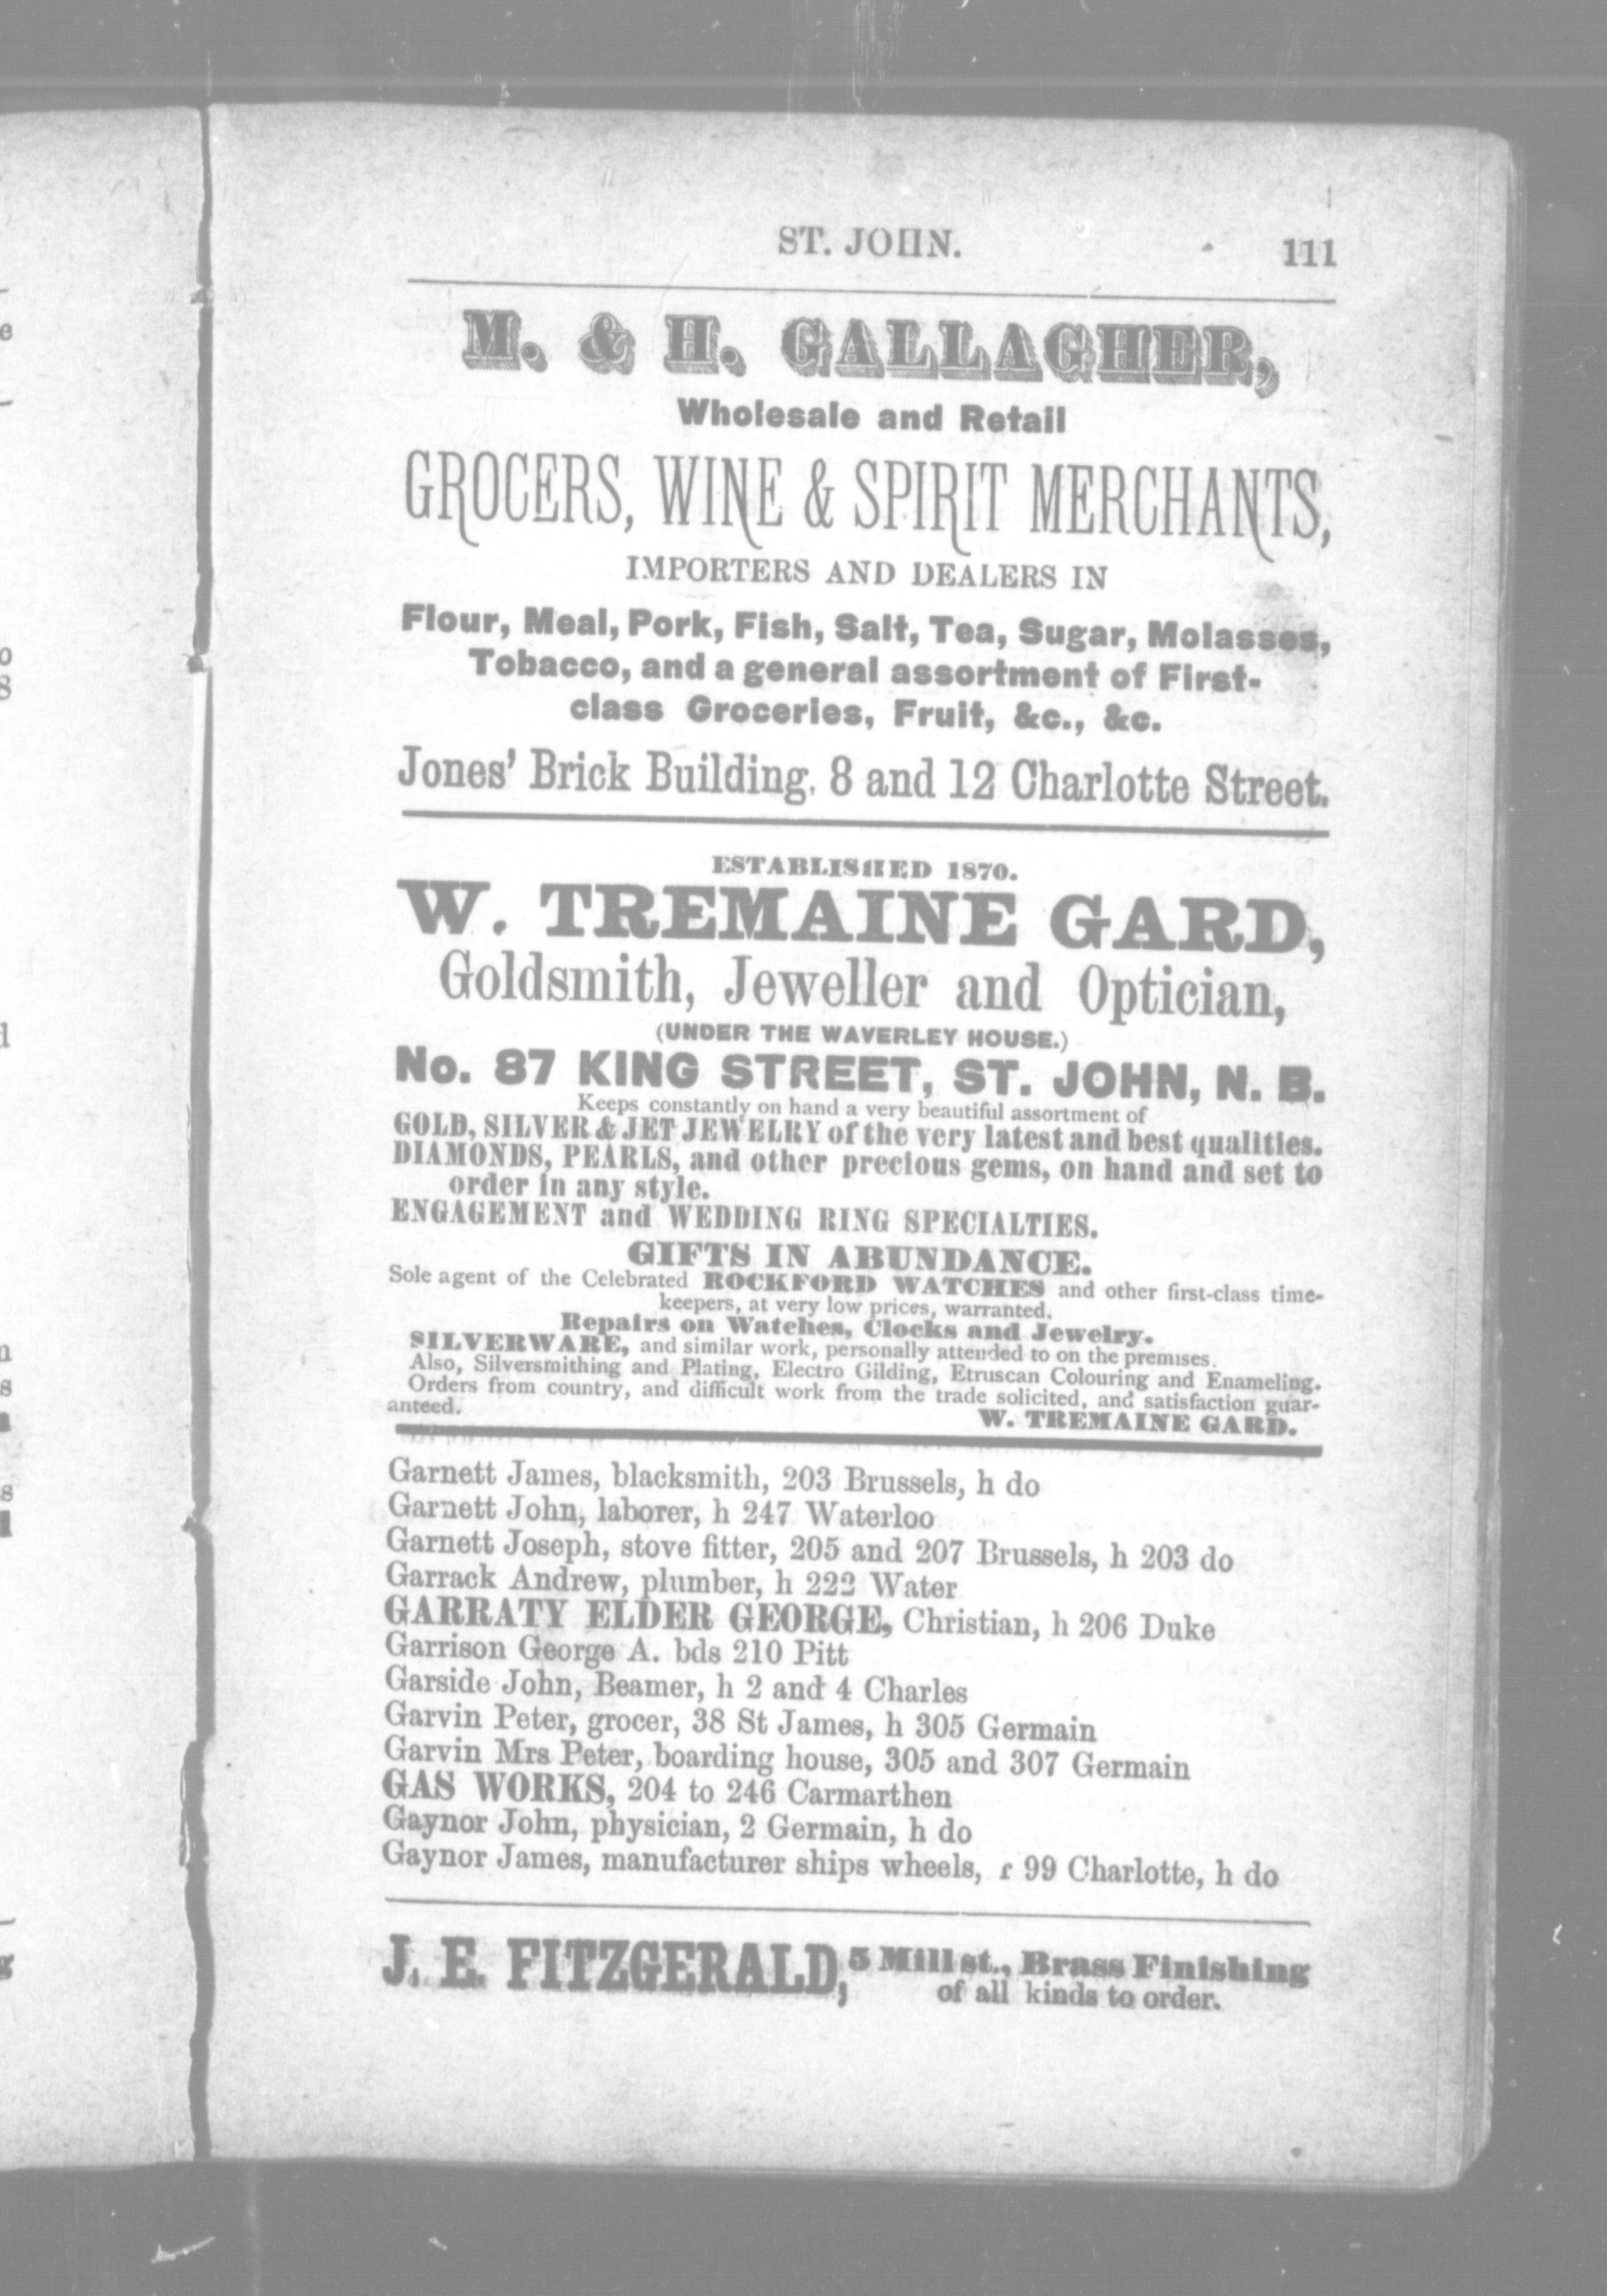 ST. JOHN. 111
M. & H. GALLAGHER,
Wholesale and Retail
GROCERS, WINE & SPIRIT MERCHANTS,
IMPORTERS AND DEALERS IN
Flour, Meal, Pork, Fish, Salt, Tea, Sugar, Molasses,
Tobacco, and a general assortment of First-
class Groceries, Fruit, &c., &c.
Jones' Brick Building, 8 and 12 Charlotte Street.
ESTABLISHED 1870.
W. TREMAINE GARD,
Goldsmith, Jeweller and Optician,
(UNDER THE WAVERLEY HOUSE.)
No. 87 KING STREET, ST. JOHN, N. B.
Keeps constantly on hand a very beautiful assortment of
GOLD, SILVER & JET JEWELRY of the very latest and best qualities.
DIAMONDS, PEARLS, and other precious gems, on hand and set to
order in any style.
ENGAGEMENT and WEDDING RING SPECIALTIES.
GIFTS IN ABUNDANCE.
Sole agent of the Celebrated ROCKFORD WATCHES and other first-class time-
keepers, at very low prices, warranted.
Repairs on Watches, Clocks and Jewelry.
SILVERWARE, and similar work, personally attended to on the premises.
Also, Silversmithing and Plating, Electro Gilding, Etruscan Colouring and Enameling.
Orders from country, and difficult work from the trade solicited, and satisfaction guar-
anteed. W. TREMAINE GARD.
Garnett James, blacksmith, 203 Brussels, h do
Garnett John, laborer, h 247 Waterloo
Garnett Joseph, stove fitter, 205 and 207 Brussels, h 203 do
Garrack Andrew, plumber, h 222 Water
GARRATY ELDER GEORGE, Christian, h 206 Duke
Garrison George A. bds 210 Pitt
Garside John, Beamer, h 2 and 4 Charles
Garvin Peter, grocer, 38 St James, h 305 Germain
Garvin Mrs Peter, boarding house, 305 and 307 Germain
GAS WORKS, 204 to 246 Carmarthen
Gaynor John, physician, 2 Germain, h do
Gaynor James, manufacturer ships wheels, r 99 Charlotte, h do
J. E. FITZGERALD, 5 Mill st., Brass Finishing
of all kinds to order.